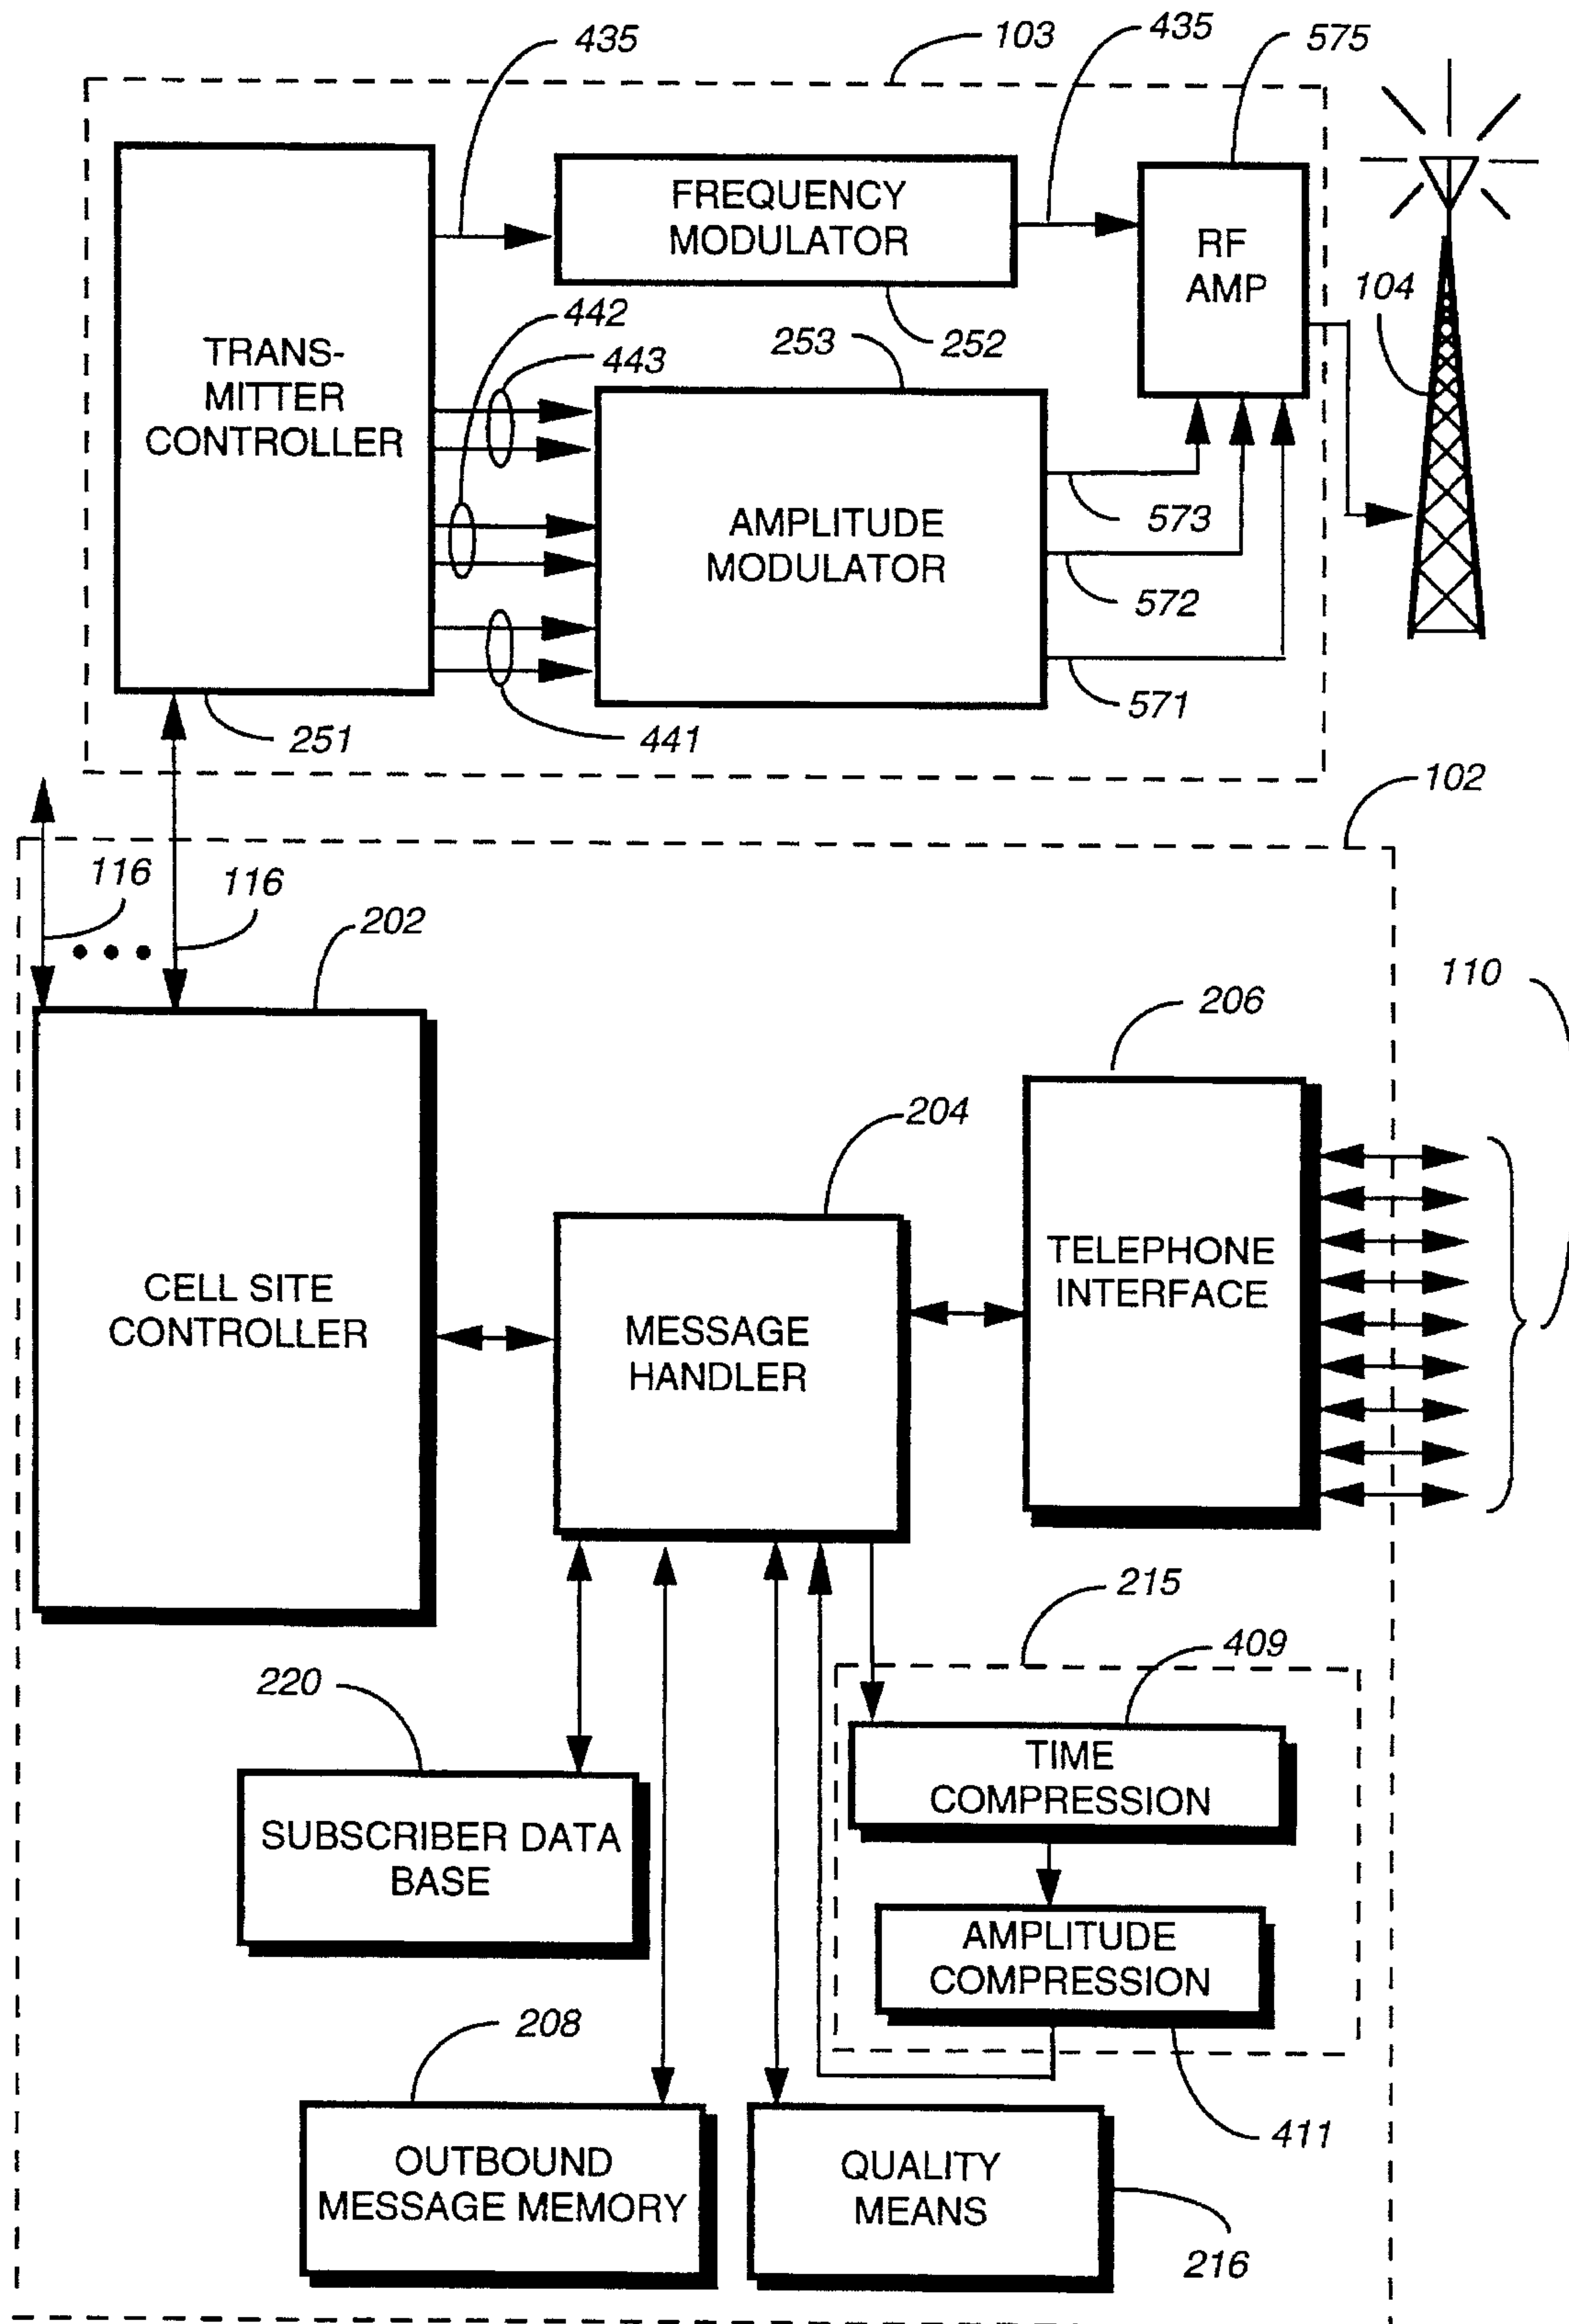 435
103
435
575
FREQUENCY
MODULATOR
RF
AMP
104
442
443
252
253
TRANS-
MITTER
CONTROLLER
AMPLITUDE
MODULATOR
573
572
571
251
441
102
116
116
202
110
206
204
TELEPHONE
INTERFACE
CELL SITE
CONTROLLER
MESSAGE
HANDLER
215
409
220
TIME
COMPRESSION
SUBSCRIBER DATA
BASE
AMPLITUDE
COMPRESSION
208
411
OUTBOUND
MESSAGE MEMORY
QUALITY
MEANS
216